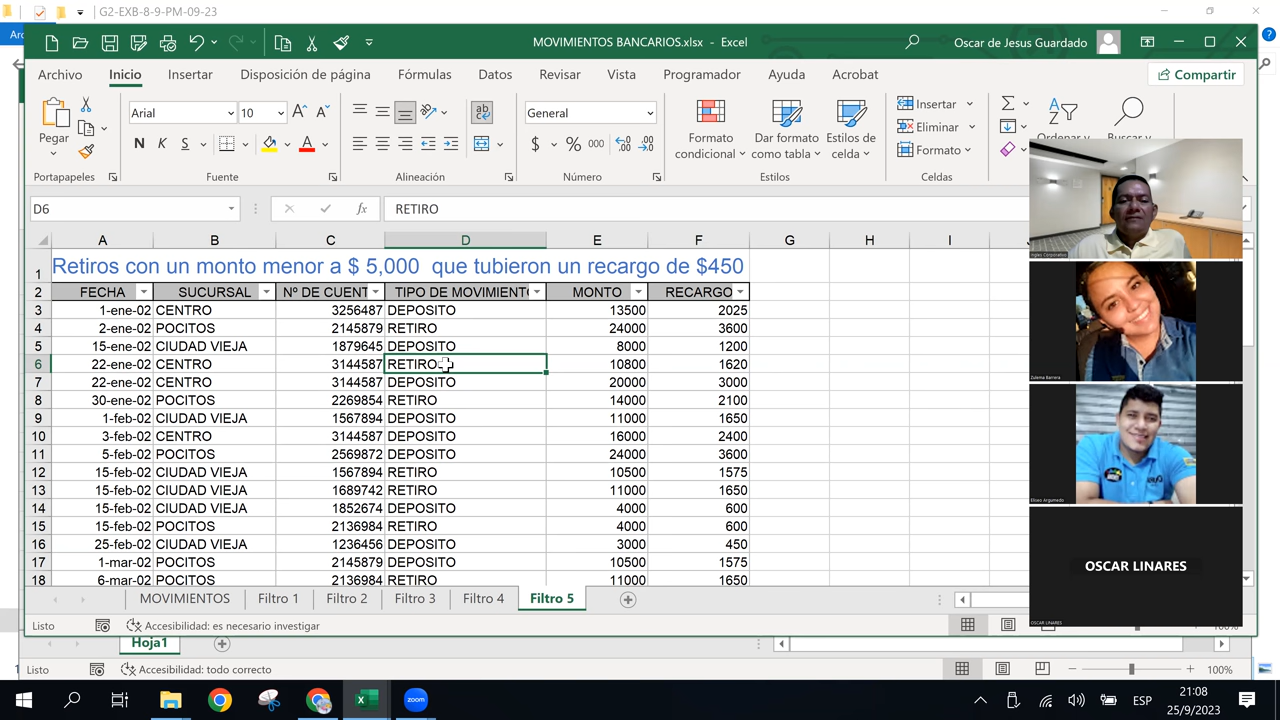 G2-EXB-8-9-PM-09-23
MOVIMIENTOS BANCARIOS.xlsx - Excel
Oscar de Jesus Guardado
Archivo Inicio Insertar Disposición de página Fórmulas Datos Revisar Vista Programador Ayuda Acrobat Compartir
Pegar
Arial 10
General
N K S
Formato condicional
Dar formato como tabla
Estilos de celda
Insertar
Eliminar
Formato
Portapapeles Fuente Alineación Número Estilos Celdas
D6 fx RETIRO
A B C D E F G H I
1 Retiros con un monto menor a $ 5,000 que tubieron un recargo de $450
2 FECHA SUCURSAL Nº DE CUENT TIPO DE MOVIMIENT MONTO RECARGO
3 1-ene-02 CENTRO 3256487 DEPOSITO 13500 2025
4 2-ene-02 POCITOS 2145879 RETIRO 24000 3600
5 15-ene-02 CIUDAD VIEJA 1879645 DEPOSITO 8000 1200
6 22-ene-02 CENTRO 3144587 RETIRO 10800 1620
7 22-ene-02 CENTRO 3144587 DEPOSITO 20000 3000
8 30-ene-02 POCITOS 2269854 RETIRO 14000 2100
9 1-feb-02 CIUDAD VIEJA 1567894 DEPOSITO 11000 1650
10 3-feb-02 CENTRO 3144587 DEPOSITO 16000 2400
11 5-feb-02 POCITOS 2569872 DEPOSITO 24000 3600
12 15-feb-02 CIUDAD VIEJA 1567894 RETIRO 10500 1575
13 15-feb-02 CIUDAD VIEJA 1689742 RETIRO 11000 1650
14 15-feb-02 CIUDAD VIEJA 1852674 DEPOSITO 4000 600
15 15-feb-02 POCITOS 2136984 RETIRO 4000 600
16 25-feb-02 CIUDAD VIEJA 1236456 DEPOSITO 3000 450
17 1-mar-02 POCITOS 2145879 DEPOSITO 10500 1575
18 6-mar-02 POCITOS 2136984 RETIRO 11000 1650
MOVIMIENTOS Filtro 1 Filtro 2 Filtro 3 Filtro 4 Filtro 5
Listo Accesibilidad: es necesario investigar
Inglés Corporativo
Zulema Barrera
Eliseo Argumedo
OSCAR LINARES
OSCAR LINARES
Hoja1
Listo Accesibilidad: todo correcto 100%
zoom
ESP
21:08
25/9/2023